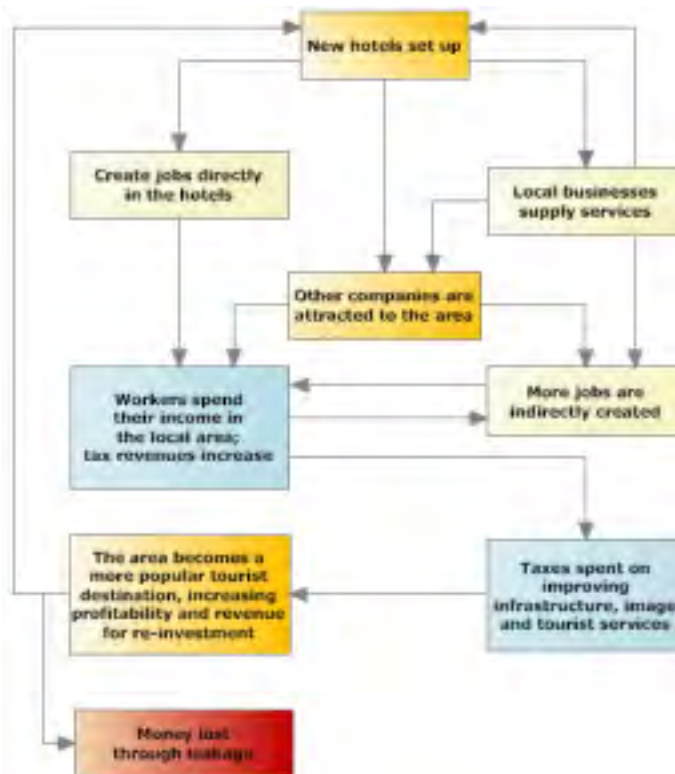 New hotels set up
Create jobs directly
in the hotels
Local businesses
supply services
Other companies are
attracted to the area
Workers spend
their income in
the local area;
tax revenues increase
More jobs are
indirectly created
The area becomes a
more popular tourist
destination, increasing
profitability and revenue
for re-investment
Taxes spent on
improving
infrastructure, image
and tourist services
Money lost
through leakage